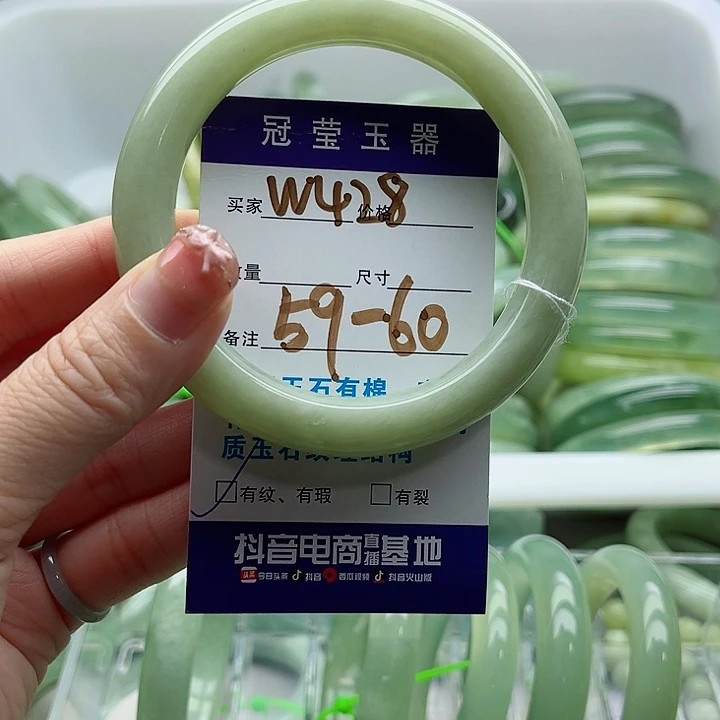 冠莹玉器
买家 W428 价格
量 尺寸
备注 59-60
玉石有棉
质玉石纹理结构
☑有纹、有瑕 □有裂
抖音电商直播基地
今日头条 抖音 西瓜视频 抖音火山版